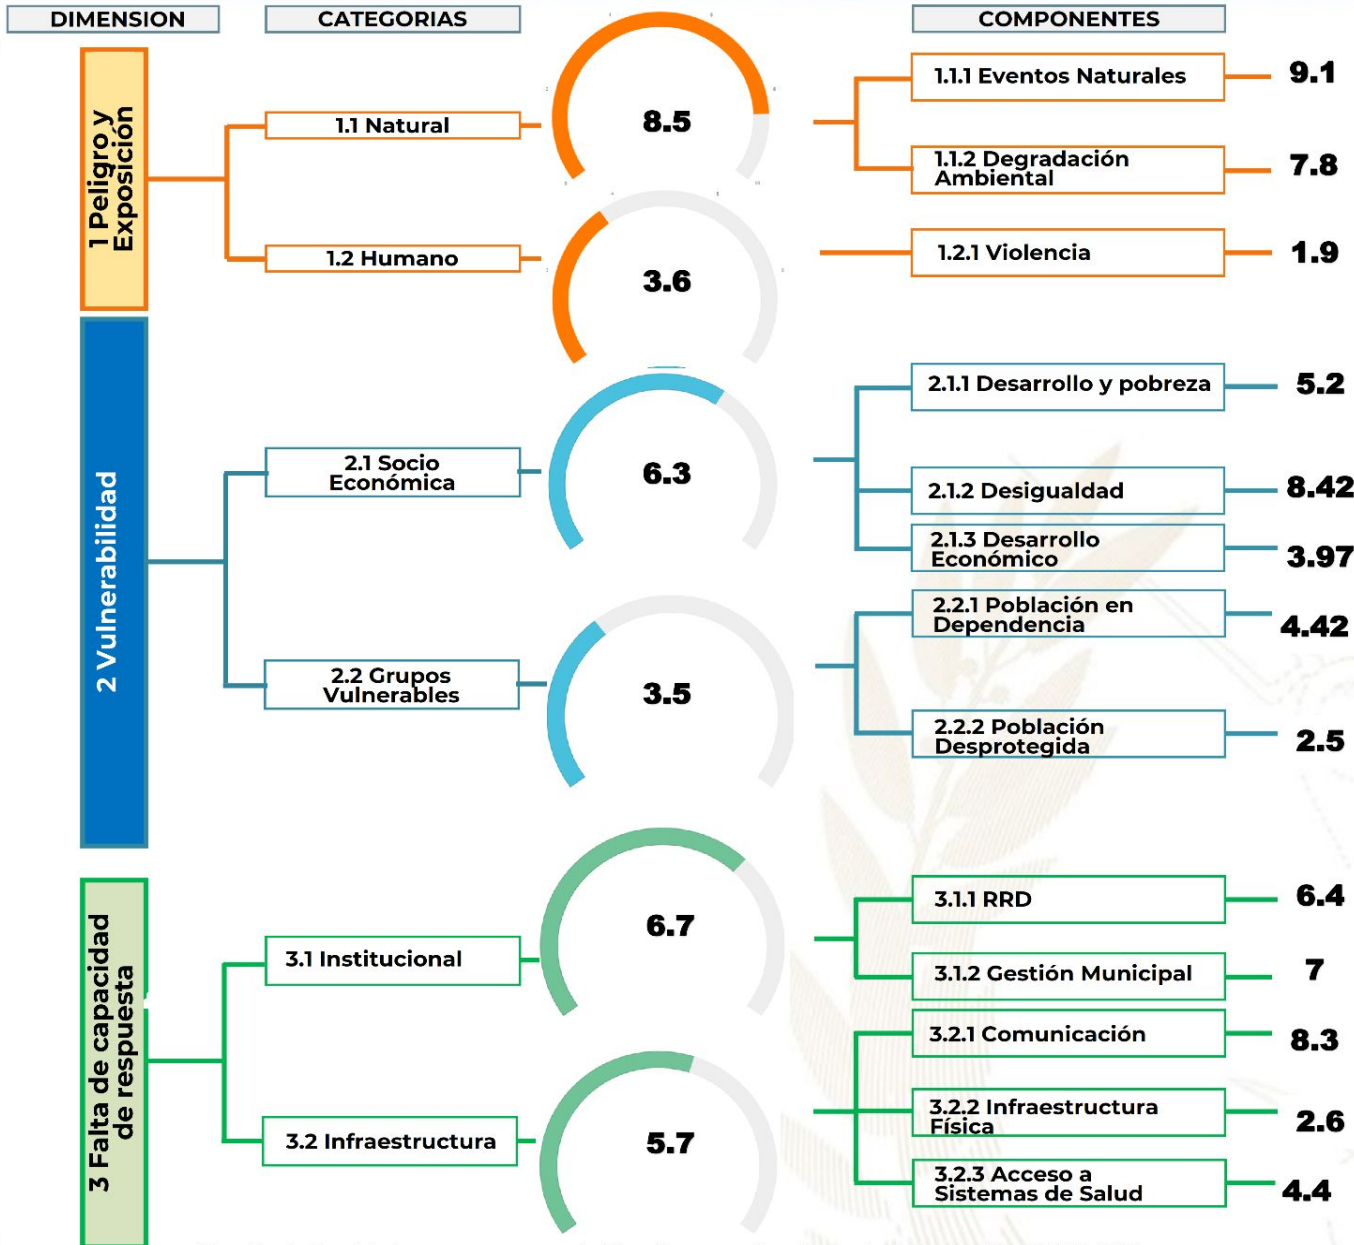 DIMENSION
CATEGORIAS
COMPONENTES
1 Peligro y
Exposición
1.1 Natural
8.5
1.1.1 Eventos Naturales
9.1
1.1.2 Degradación
Ambiental
7.8
1.2 Humano
3.6
1.2.1 Violencia
1.9
2 Vulnerabilidad
2.1 Socio
Económica
6.3
2.1.1 Desarrollo y pobreza
5.2
2.1.2 Desigualdad
8.42
2.1.3 Desarrollo
Económico
3.97
2.2 Grupos
Vulnerables
3.5
2.2.1 Población en
Dependencia
4.42
2.2.2 Población
Desprotegida
2.5
3 Falta de capacidad
de respuesta
3.1 Institucional
6.7
3.1.1 RRD
6.4
3.1.2 Gestión Municipal
7
3.2 Infraestructura
5.7
3.2.1 Comunicación
8.3
3.2.2 Infraestructura
Física
2.6
3.2.3 Acceso a
Sistemas de Salud
4.4